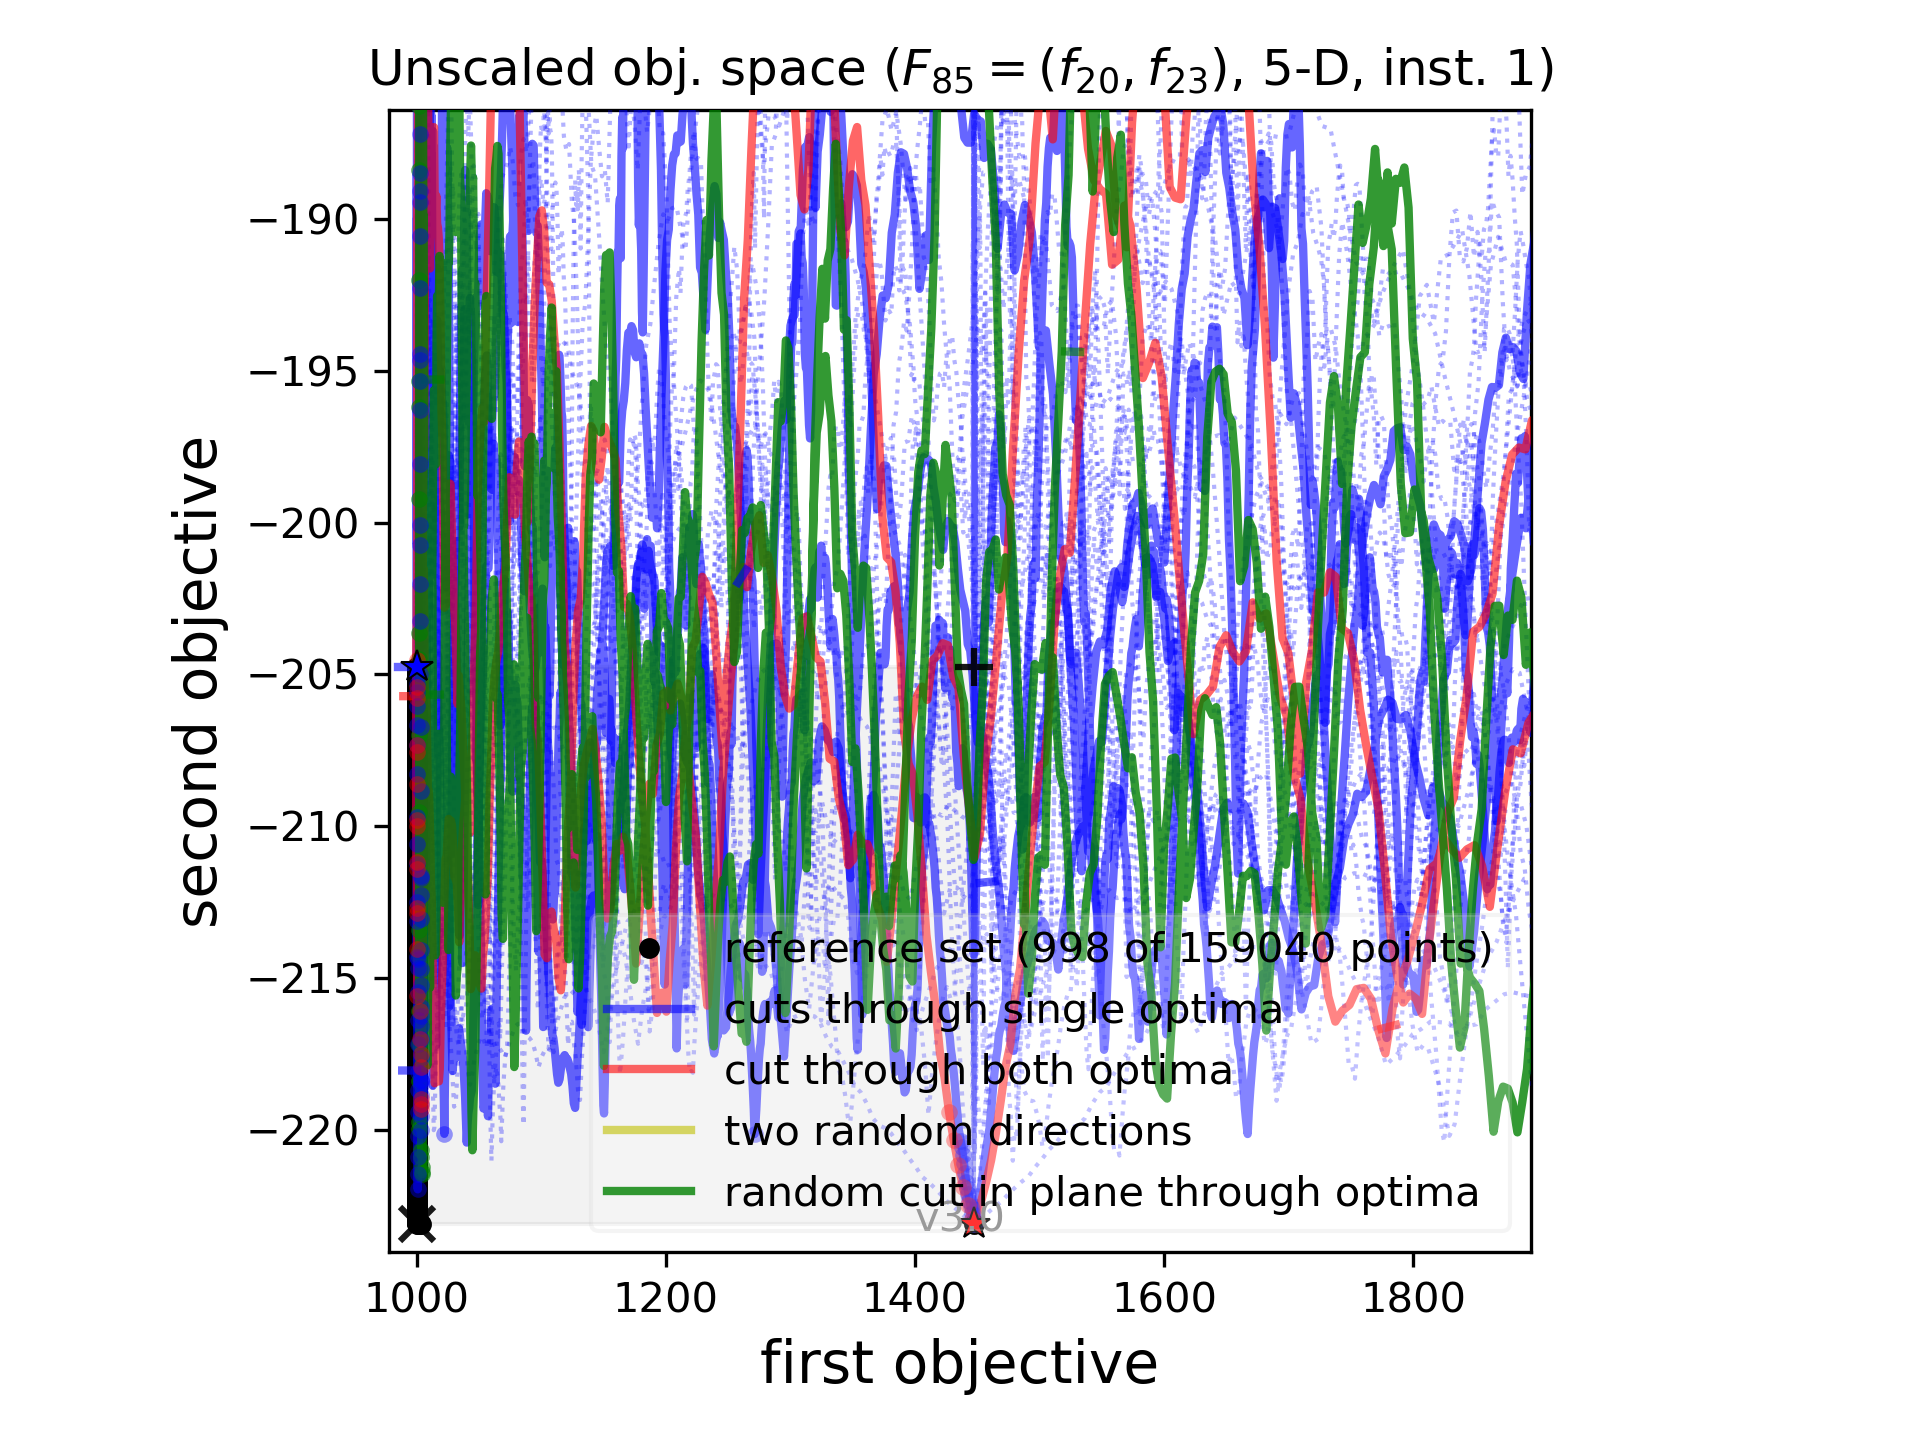 Unscaled obj. space (F85 = (f20, f23), 5-D, inst. 1)
second objective
−190
−195
−200
−205
−210
−215
−220
reference set (998 of 159040 points)
cuts through single optima
cut through both optima
two random directions
random cut in plane through optima
1000
1200
1400
1600
1800
first objective